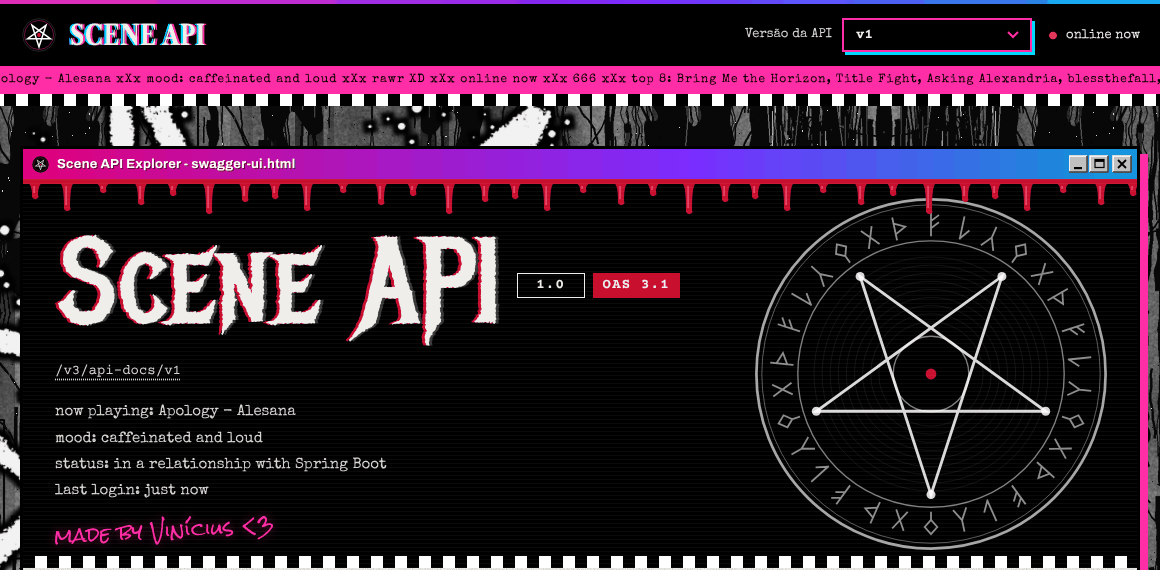 SCENE API
Versão da API
v1
online now
ology – Alesana xXx mood: caffeinated and loud xXx rawr XD xXx online now xXx 666 xXx top 8: Bring Me the Horizon, Title Fight, Asking Alexandria, blessthefall,
Scene API Explorer - swagger-ui.html
SCENE API
1.0
OAS 3.1
/v3/api-docs/v1
now playing: Apology – Alesana
mood: caffeinated and loud
status: in a relationship with Spring Boot
last login: just now
MADE BY VINÍCIUS <3